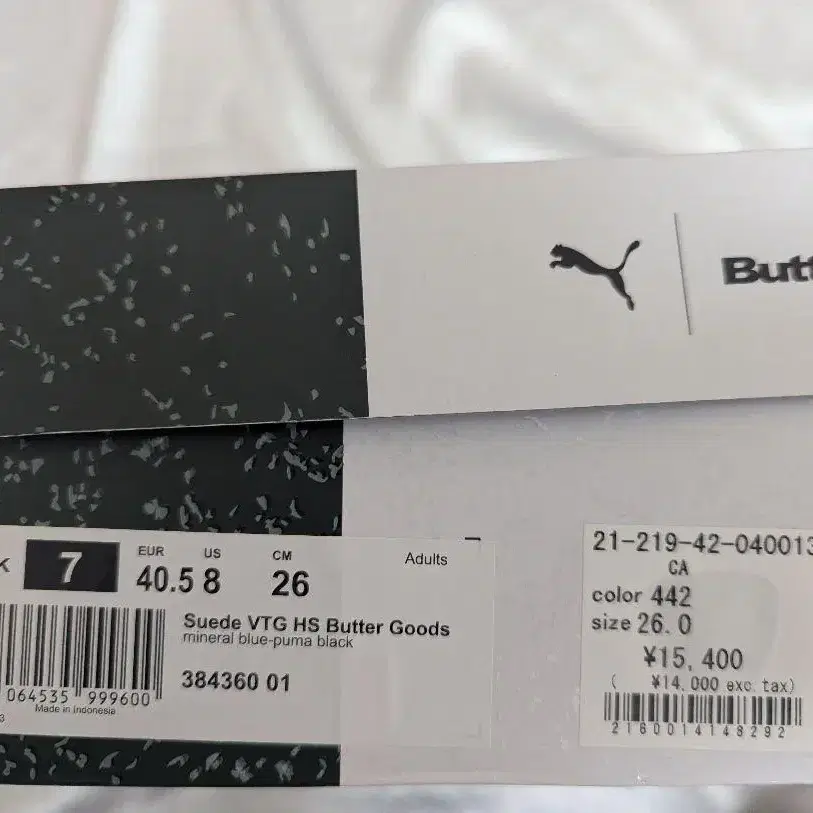 Butt
K 7 EUR 40.5 US 8 CM 26 Adults
Suede VTG HS Butter Goods
mineral blue-puma black
384360 01
064535 999600
Made in Indonesia
3
21-219-42-040013
CA
color 442
size 26.0
¥15,400
( ¥14,000 exc. tax)
2160014148292